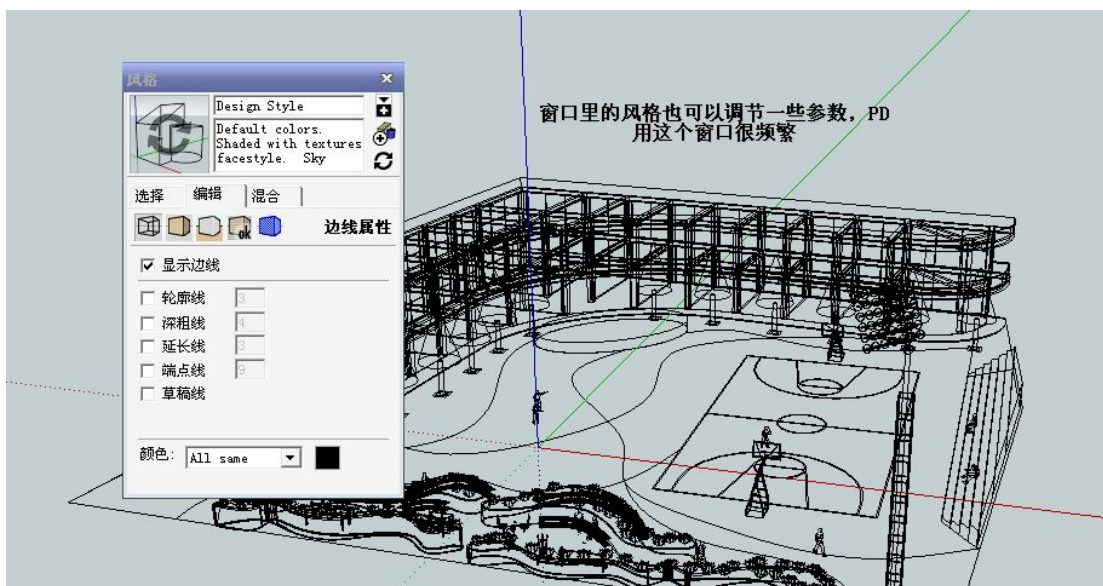 风格
Design Style
Default colors.
Shaded with textures
facestyle. Sky
窗口里的风格也可以调节一些参数，PD
用这个窗口很频繁
选择 编辑 混合
ok
边线属性
显示边线
轮廓线 3
深粗线 4
延长线 3
端点线 9
草稿线
颜色: All same